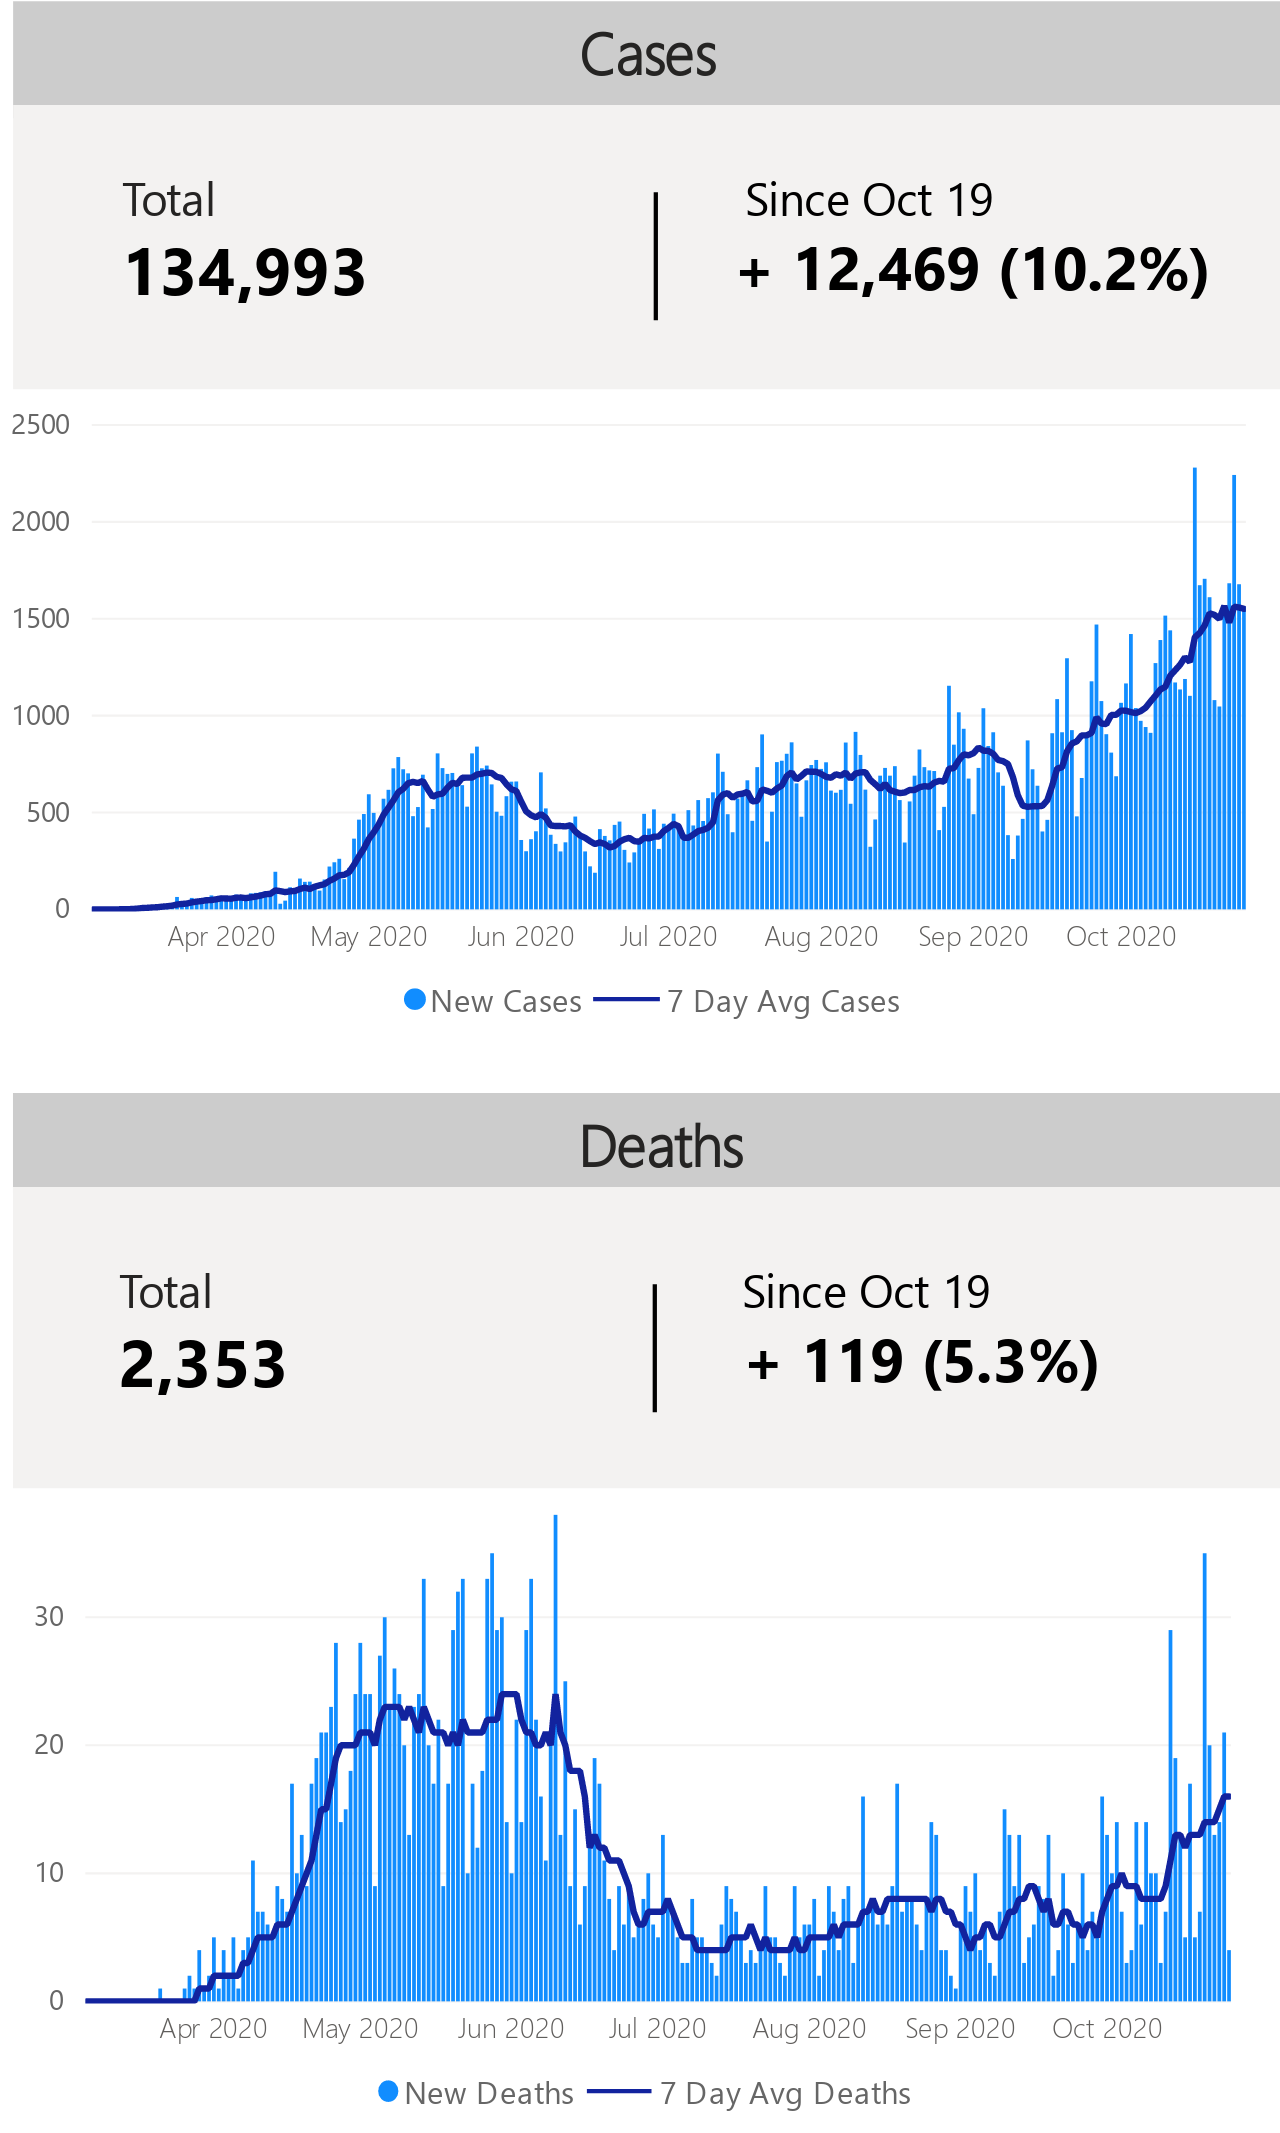 Cases
Total
Since Oct 19
134,993
+ 12,469 (10.2%)
2500
2000
1500
1000
500
0
Apr 2020 May 2020 Jun 2020 Jul 2020 Aug 2020 Sep 2020 Oct 2020
New Cases 7 Day Avg Cases
Deaths
Total
Since Oct 19
2,353
+ 119 (5.3%)
30
20
10
0
Apr 2020 May 2020 Jun 2020 Jul 2020 Aug 2020 Sep 2020 Oct 2020
New Deaths 7 Day Avg Deaths